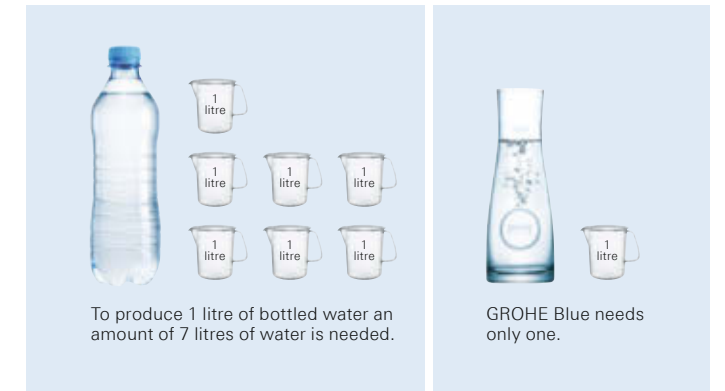 1
litre
1
litre
1
litre
1
litre
1
litre
1
litre
1
litre
1
litre
To produce 1 litre of bottled water an
amount of 7 litres of water is needed.
GROHE Blue needs
only one.